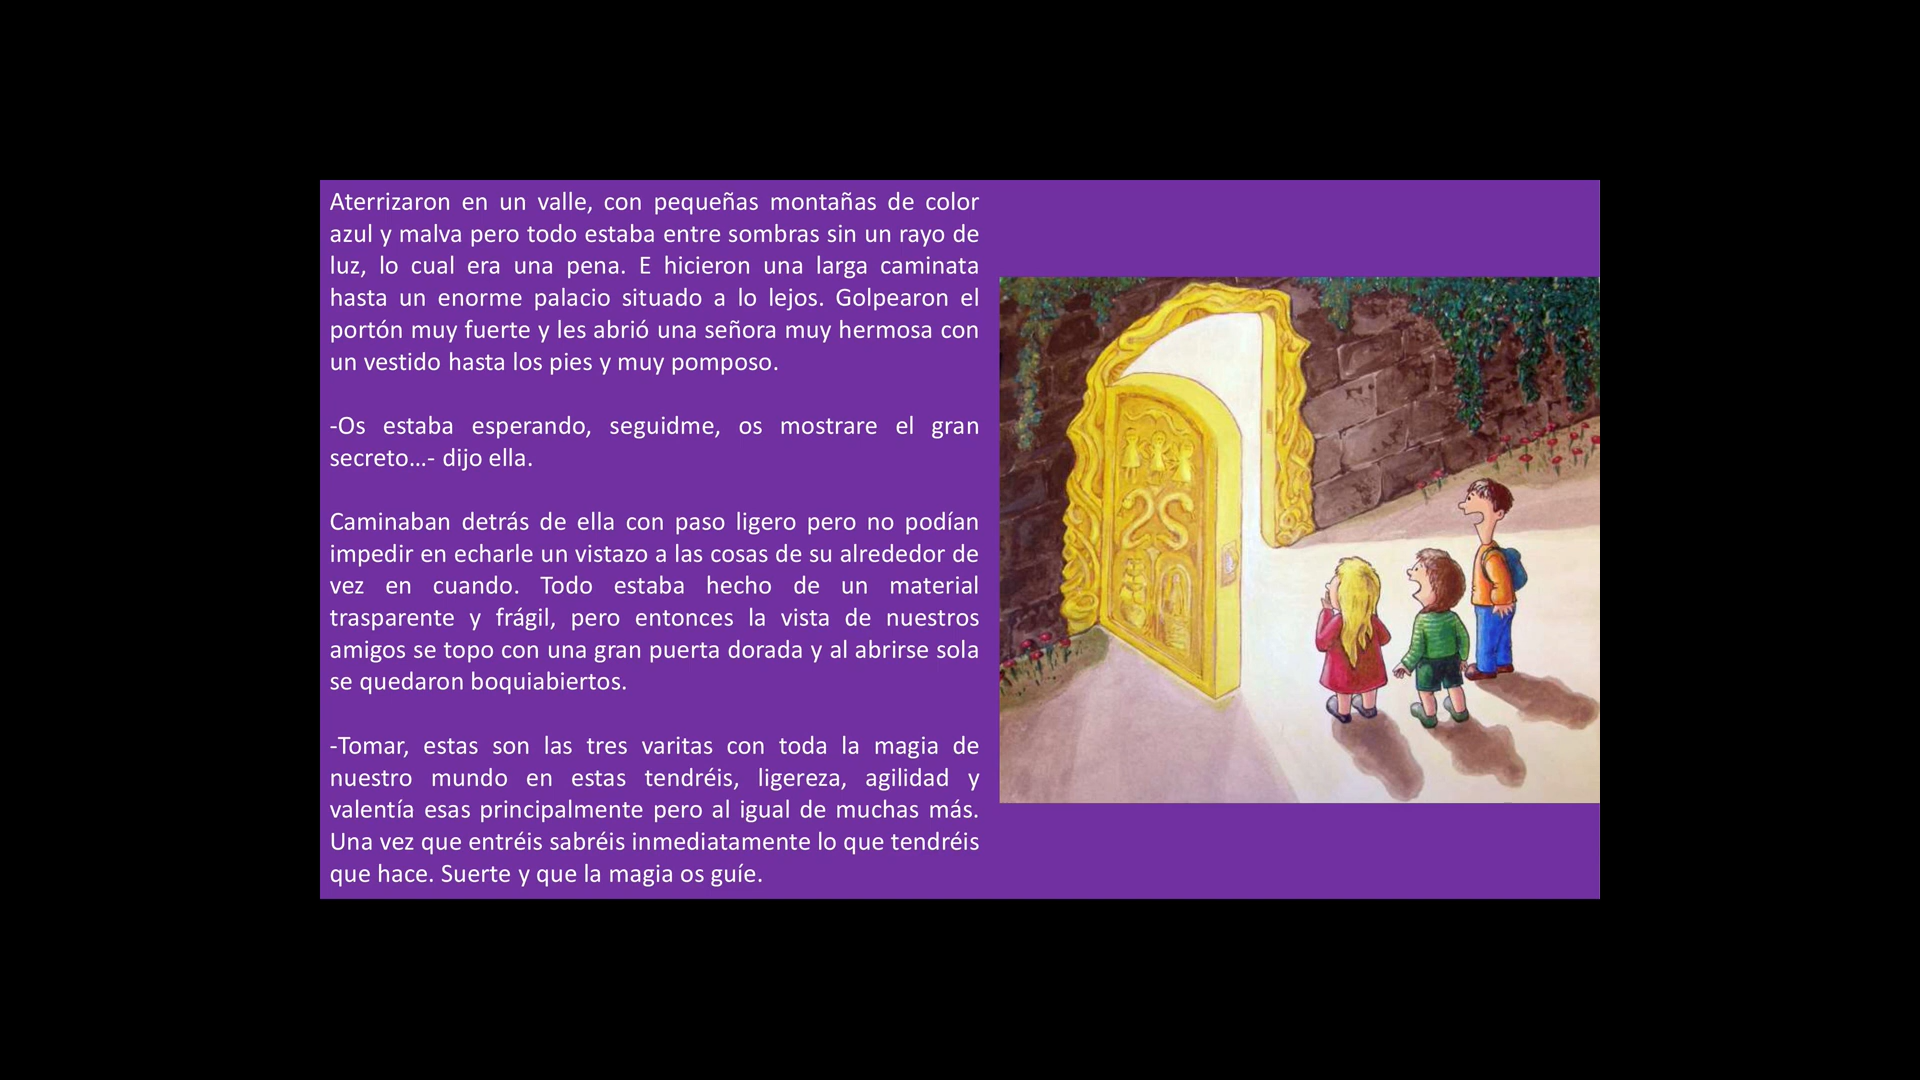 Aterrizaron en un valle, con pequeñas montañas de color
azul y malva pero todo estaba entre sombras sin un rayo de
luz, lo cual era una pena. E hicieron una larga caminata
hasta un enorme palacio situado a lo lejos. Golpearon el
portón muy fuerte y les abrió una señora muy hermosa con
un vestido hasta los pies y muy pomposo.
-Os estaba esperando, seguidme, os mostrare el gran
secreto…- dijo ella.
Caminaban detrás de ella con paso ligero pero no podían
impedir en echarle un vistazo a las cosas de su alrededor de
vez en cuando. Todo estaba hecho de un material
trasparente y frágil, pero entonces la vista de nuestros
amigos se topo con una gran puerta dorada y al abrirse sola
se quedaron boquiabiertos.
-Tomar, estas son las tres varitas con toda la magia de
nuestro mundo en estas tendréis, ligereza, agilidad y
valentía esas principalmente pero al igual de muchas más.
Una vez que entréis sabréis inmediatamente lo que tendréis
que hace. Suerte y que la magia os guíe.